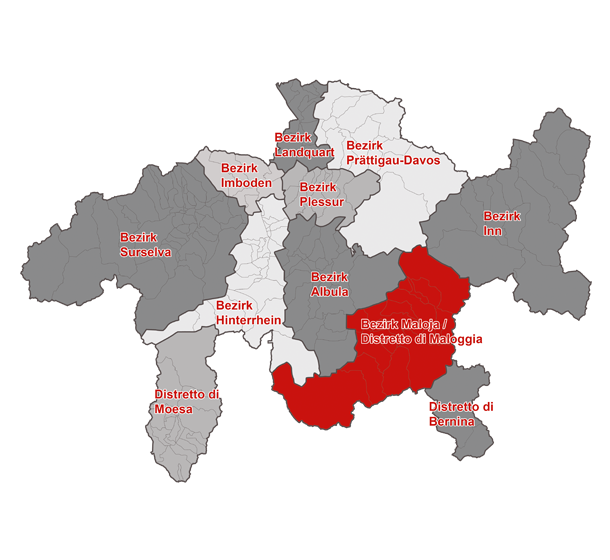 Bezirk
Landquart
Bezirk
Prättigau-Davos
Bezirk
Imboden
Bezirk
Plessur
Bezirk
Inn
Bezirk
Surselva
Bezirk
Albula
Bezirk
Hinterrhein
Bezirk Maloja /
Distretto di Maloggia
Distretto di
Moesa
Distretto di
Bernina